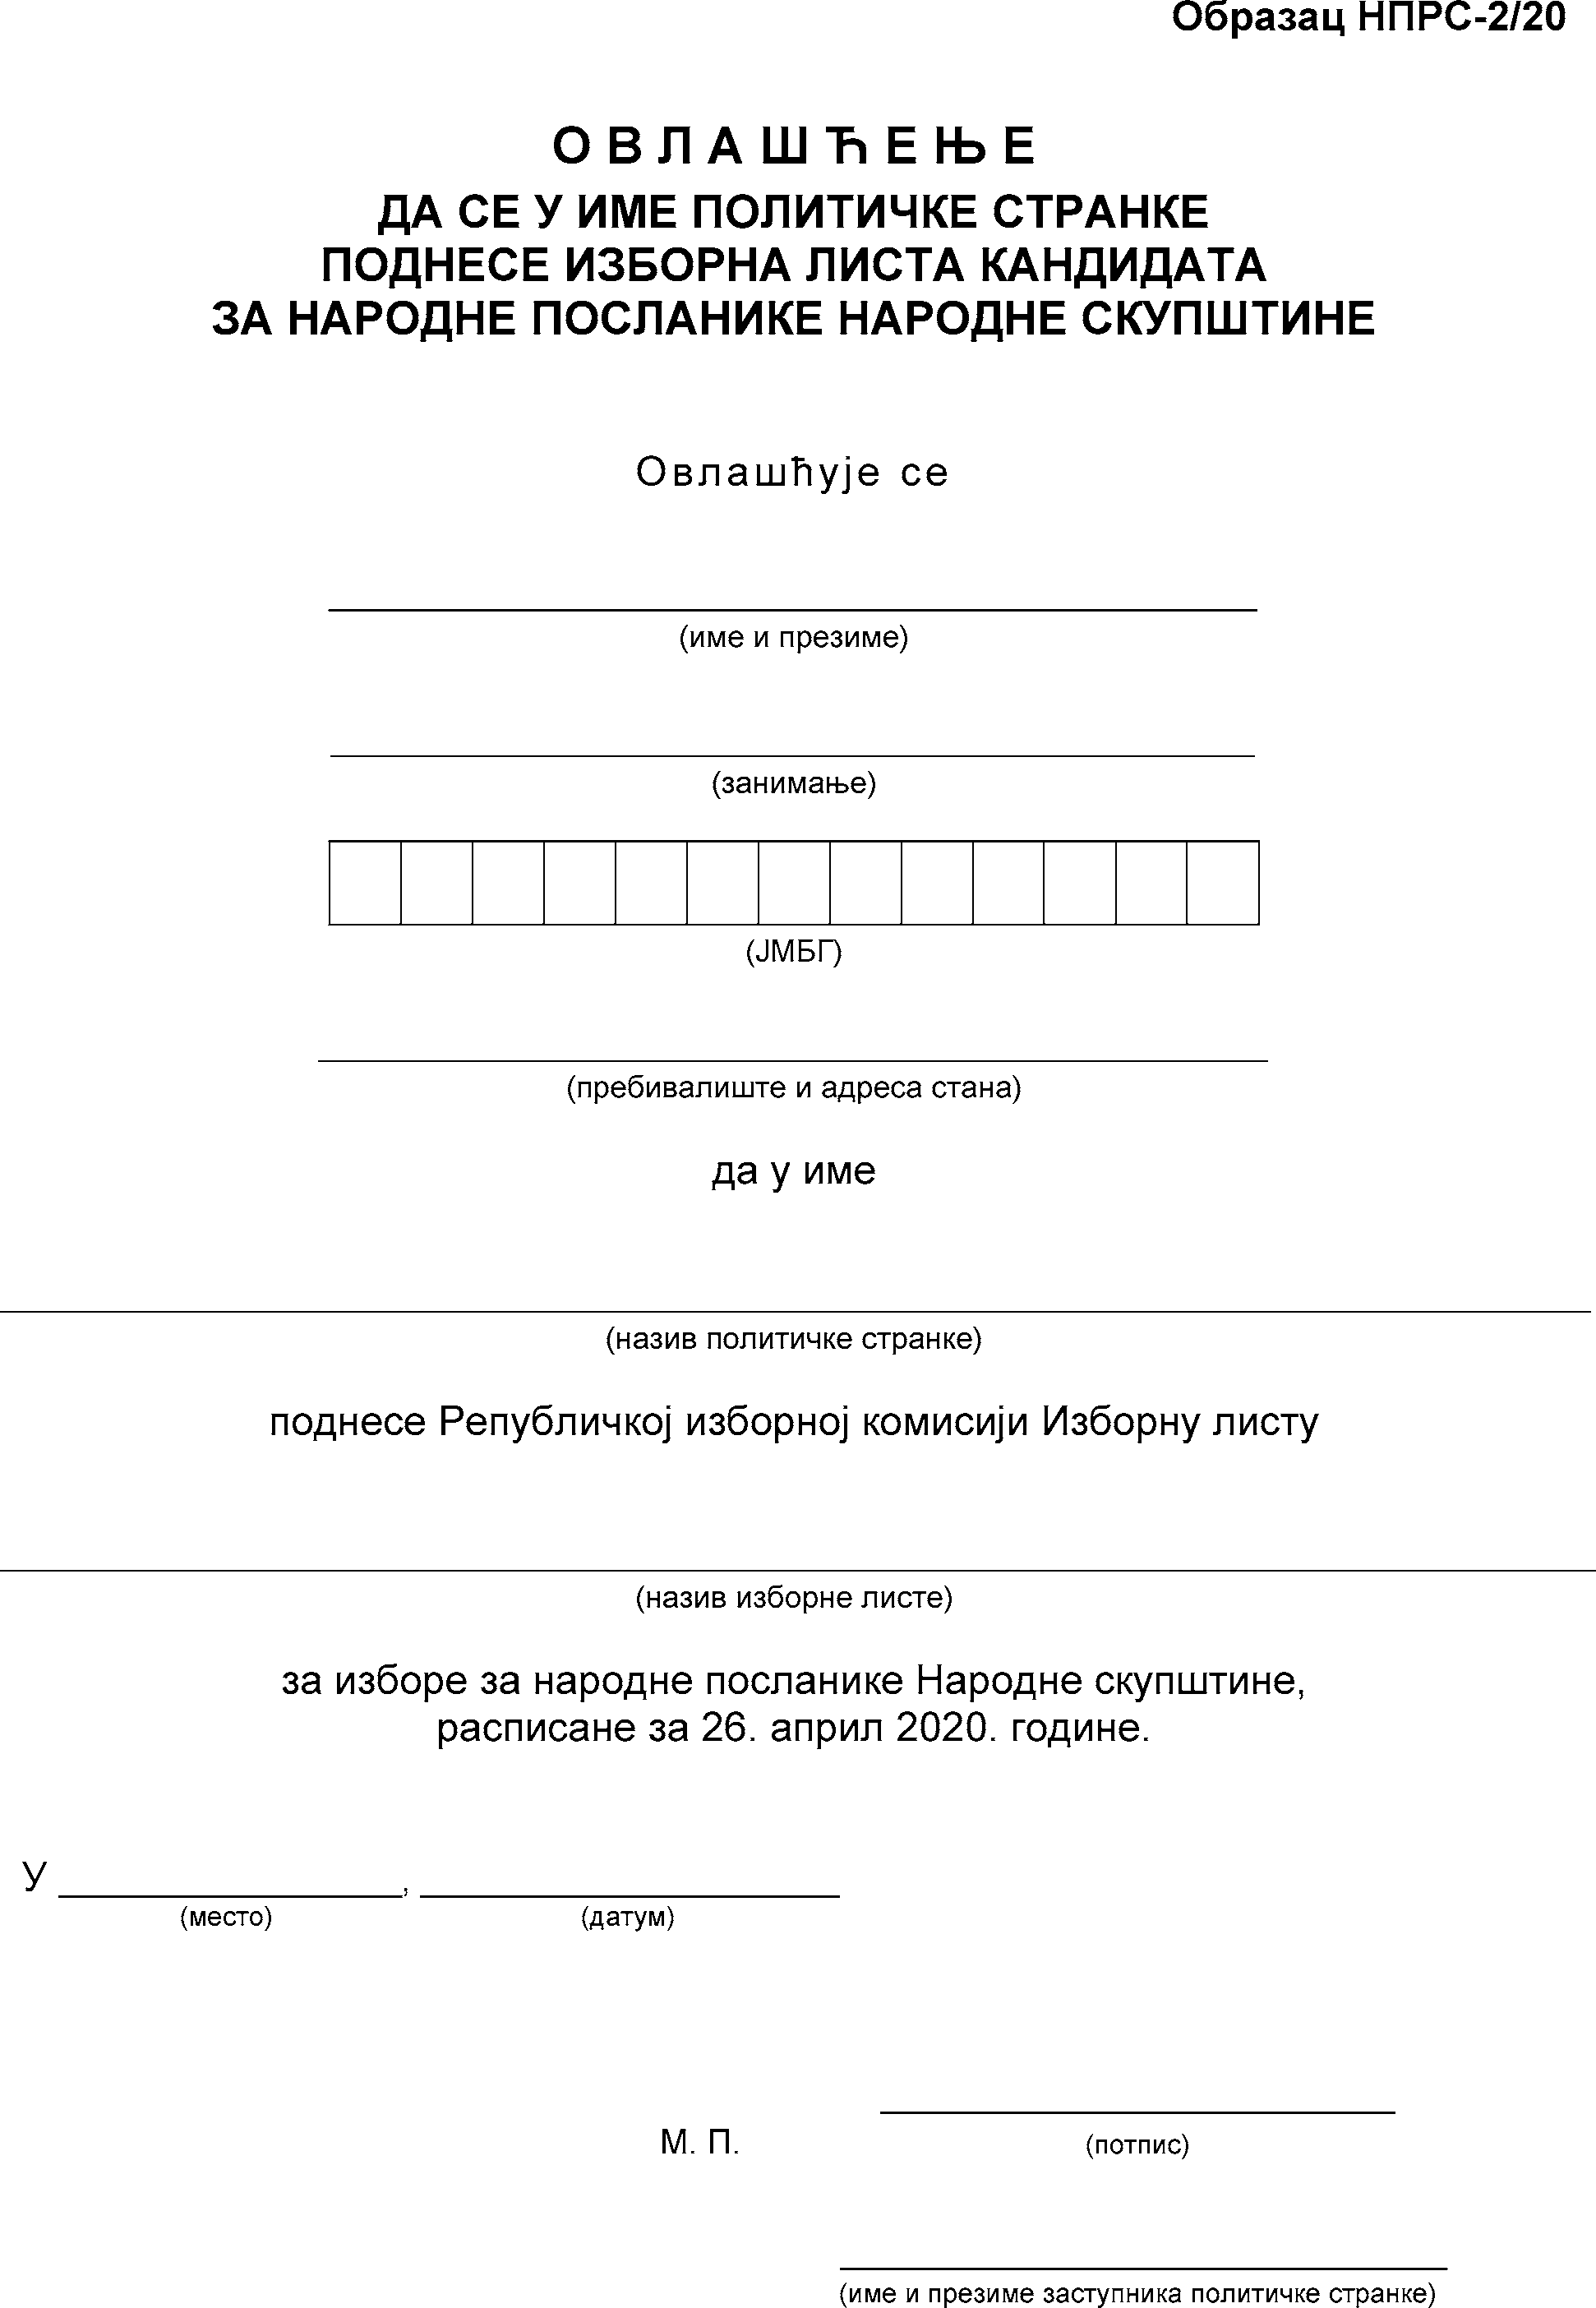 Образац НПРС-2/20
О В Л А Ш Ћ Е Њ Е
ДА СЕ У ИМЕ ПОЛИТИЧКЕ СТРАНКЕ
ПОДНЕСЕ ИЗБОРНА ЛИСТА КАНДИДАТА
ЗА НАРОДНЕ ПОСЛАНИКЕ НАРОДНЕ СКУПШТИНЕ
Овлашћује се
(име и презиме)
(занимање)
(ЈМБГ)
(пребивалиште и адреса стана)
да у име
(назив политичке странке)
поднесе Републичкој изборној комисији Изборну листу
(назив изборне листе)
за изборе за народне посланике Народне скупштине,
расписане за 26. април 2020. године.
У ____________, ____________
(место) (датум)
М. П. (потпис)
(име и презиме заступника политичке странке)